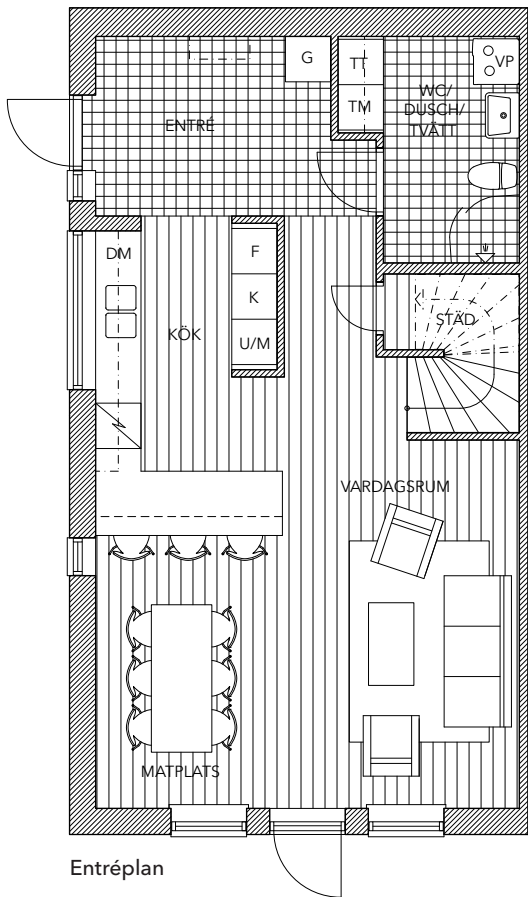 G
TT
VP
TM
WC/
DUSCH/
TVÄTT
ENTRÉ
DM
F
K
U/M
KÖK
STÄD
VARDAGSRUM
MATPLATS
Entréplan